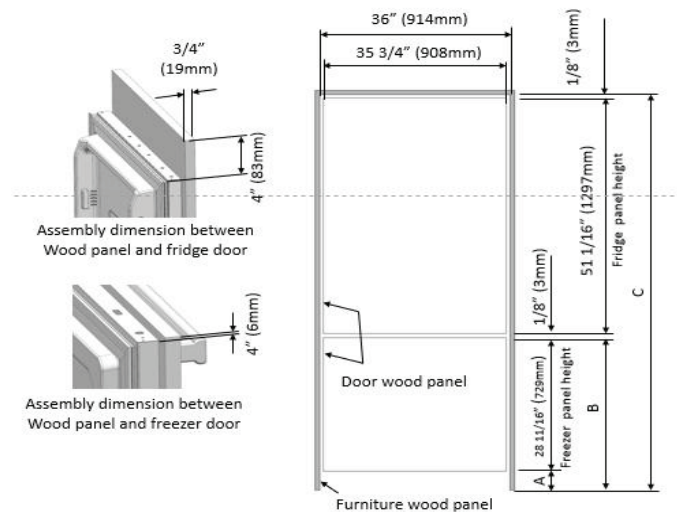 36” (914mm)
35 3/4” (908mm)
1/8” (3mm)
3/4”
(19mm)
4” (83mm)
Assembly dimension between
Wood panel and fridge door
51 1/16” (1297mm)
Fridge panel height
C
1/8” (3mm)
4” (6mm)
Assembly dimension between
Wood panel and freezer door
Door wood panel
28 11/16” (729mm)
Freezer panel height
B
A
Furniture wood panel